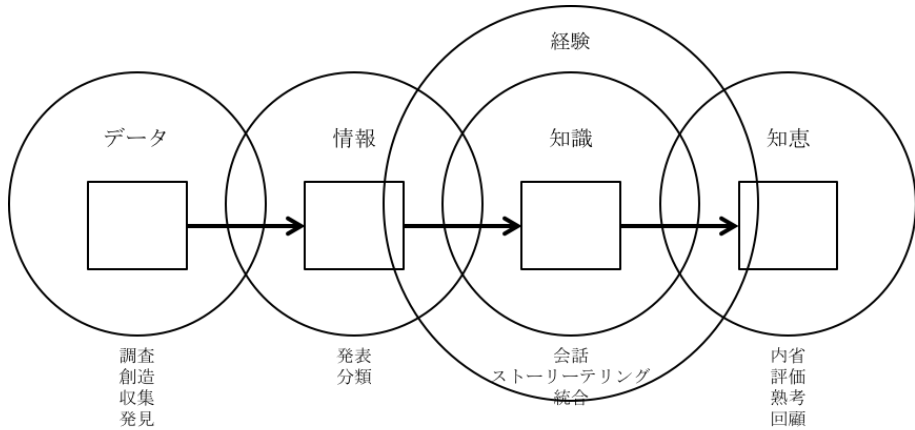 経験
データ
情報
知識
知恵
調査
創造
収集
発見
発表
分類
会話
ストーリーテリング
統合
内省
評価
熟考
回顧